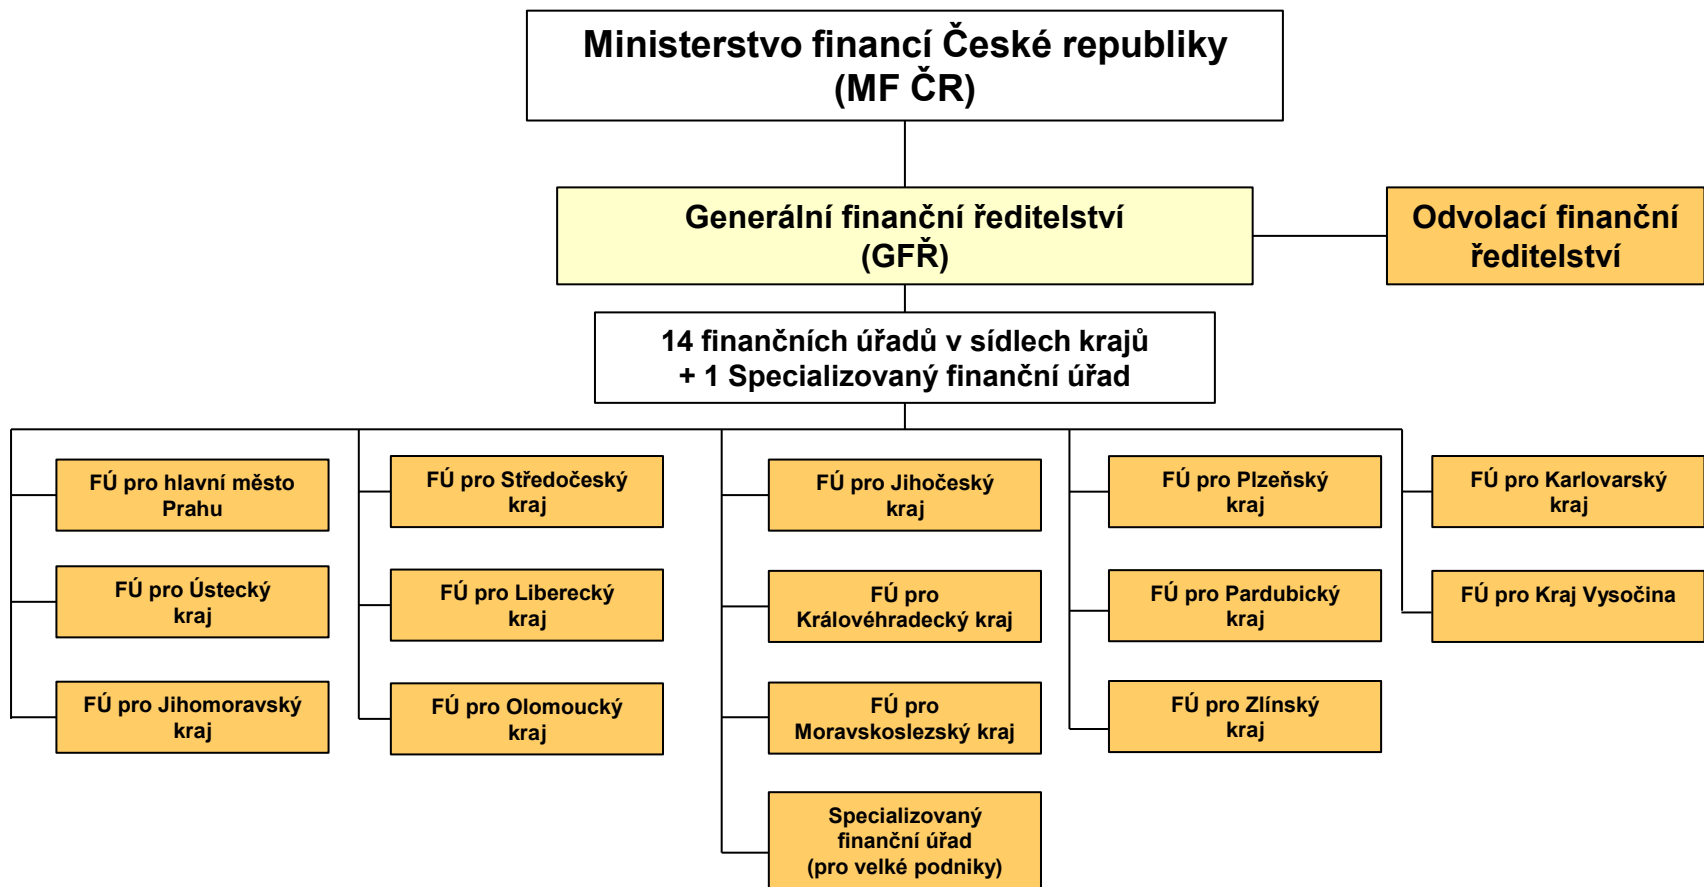 Ministerstvo financí České republiky
(MF ČR)
Generální finanční ředitelství
(GFŘ)
Odvolací finanční
ředitelství
14 finančních úřadů v sídlech krajů
+ 1 Specializovaný finanční úřad
FÚ pro hlavní město
Prahu
FÚ pro Středočeský
kraj
FÚ pro Jihočeský
kraj
FÚ pro Plzeňský
kraj
FÚ pro Karlovarský
kraj
FÚ pro Ústecký
kraj
FÚ pro Liberecký
kraj
FÚ pro
Královéhradecký kraj
FÚ pro Pardubický
kraj
FÚ pro Kraj Vysočina
FÚ pro Jihomoravský
kraj
FÚ pro Olomoucký
kraj
FÚ pro
Moravskoslezský kraj
FÚ pro Zlínský
kraj
Specializovaný
finanční úřad
(pro velké podniky)